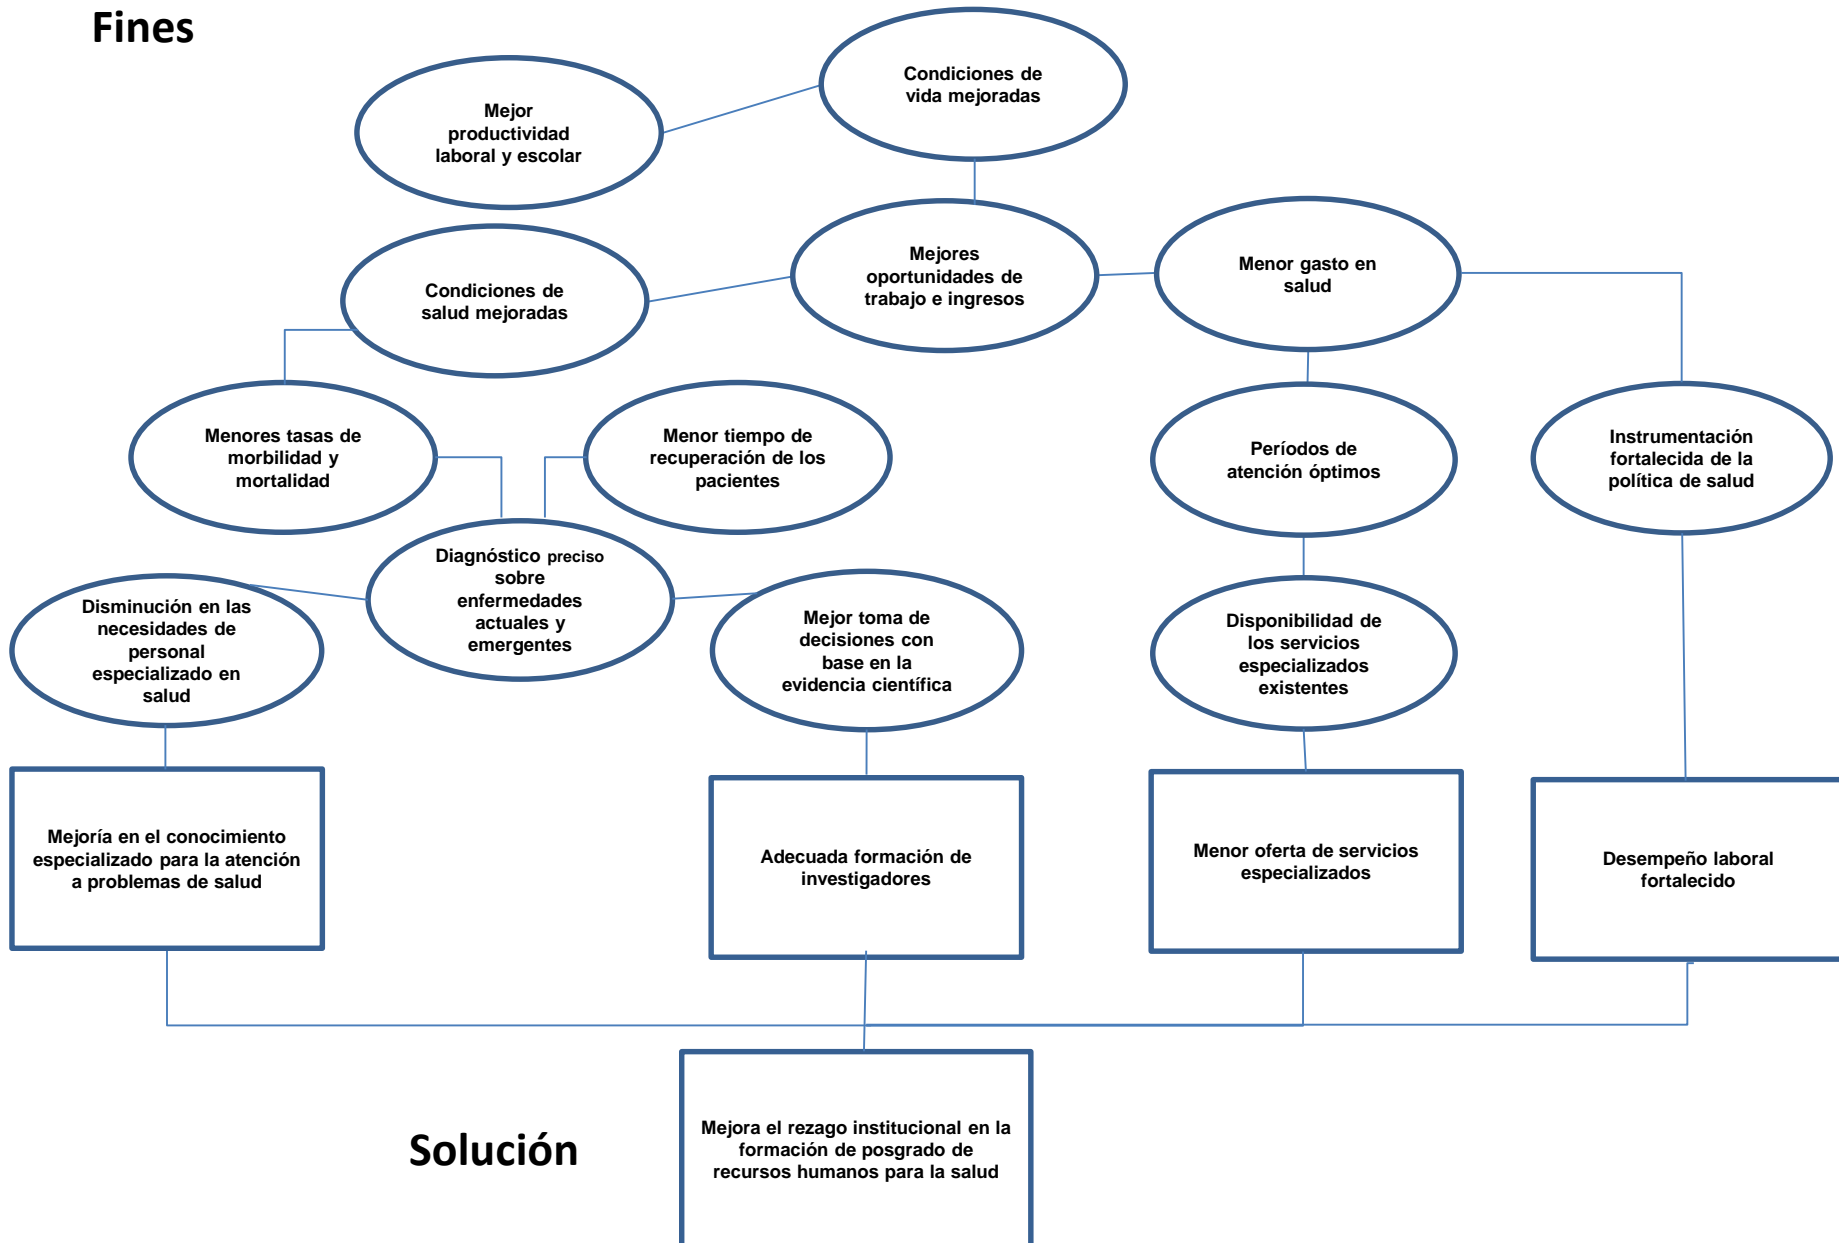 Fines
Condiciones de
vida mejoradas
Mejor
productividad
laboral y escolar
Mejores
oportunidades de
trabajo e ingresos
Menor gasto en
salud
Condiciones de
salud mejoradas
Menores tasas de
morbilidad y
mortalidad
Menor tiempo de
recuperación de los
pacientes
Períodos de
atención óptimos
Instrumentación
fortalecida de la
política de salud
Diagnóstico preciso
sobre
enfermedades
actuales y
emergentes
Disminución en las
necesidades de
personal
especializado en
salud
Mejor toma de
decisiones con
base en la
evidencia científica
Disponibilidad de
los servicios
especializados
existentes
Mejoría en el conocimiento
especializado para la atención
a problemas de salud
Adecuada formación de
investigadores
Menor oferta de servicios
especializados
Desempeño laboral
fortalecido
Solución
Mejora el rezago institucional en la
formación de posgrado de
recursos humanos para la salud